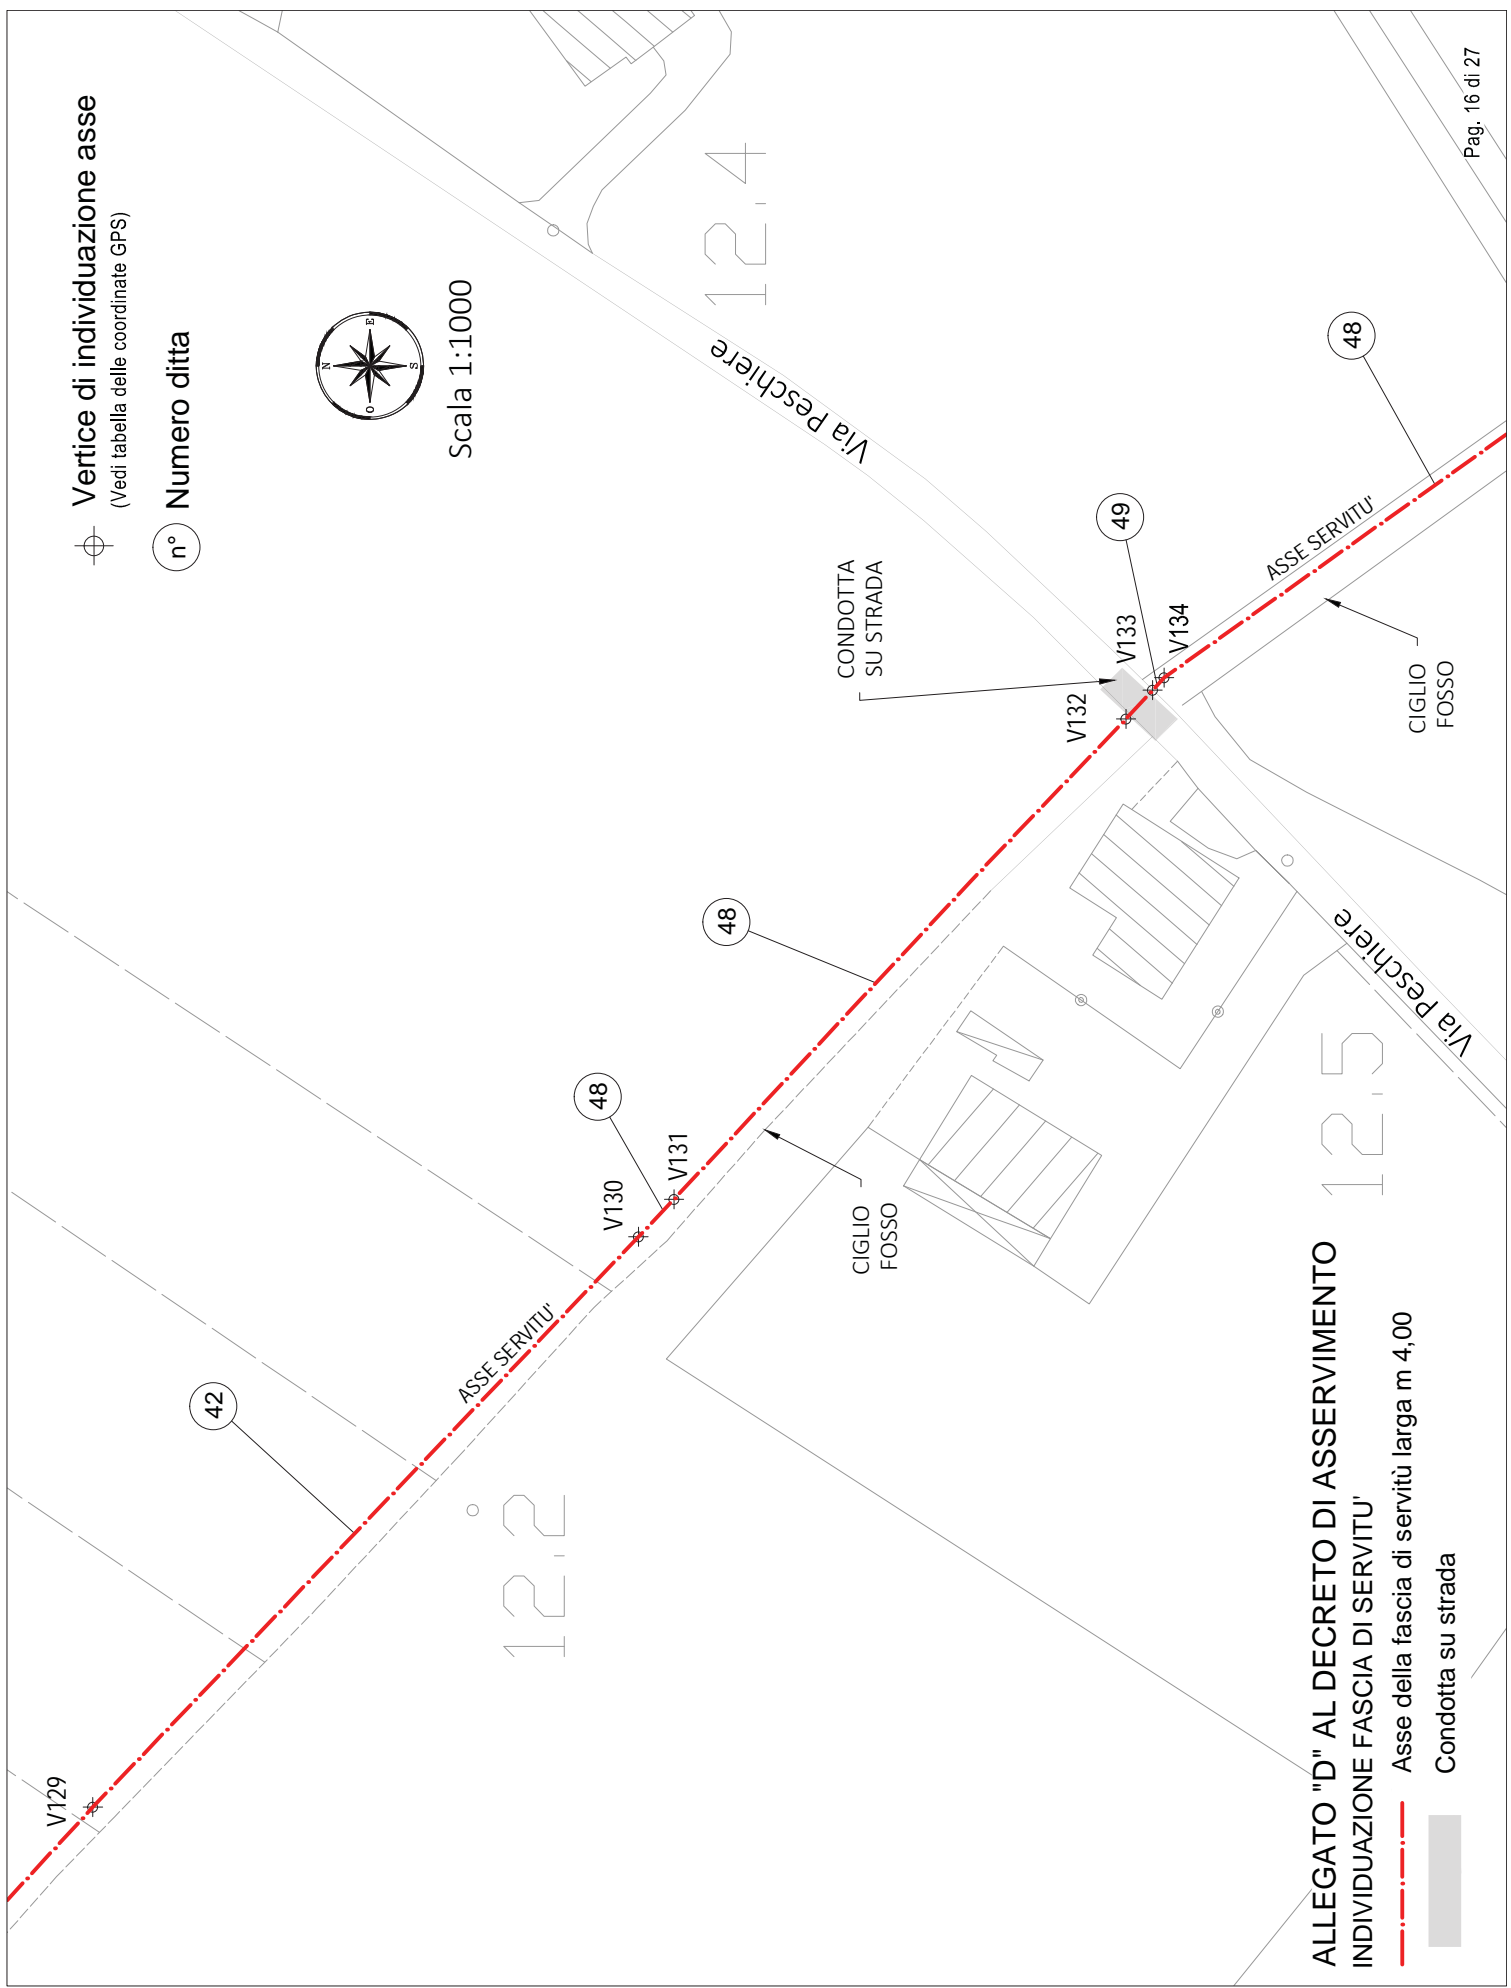 Vertice di individuazione asse
(Vedi tabella delle coordinate GPS)
n° Numero ditta
N
O
E
S
Scala 1:1000
12,4
Via Peschiere
CONDOTTA
SU STRADA
49
48
V132
V133
V134
ASSE SERVITU'
48
CIGLIO
FOSSO
48
48
V130
V131
CIGLIO
FOSSO
ASSE SERVITU'
42
12,2
V129
12,5
Via Peschiere
ALLEGATO "D" AL DECRETO DI ASSERVIMENTO
INDIVIDUAZIONE FASCIA DI SERVITU'
Asse della fascia di servitù larga m 4,00
Condotta su strada
Pag. 16 di 27